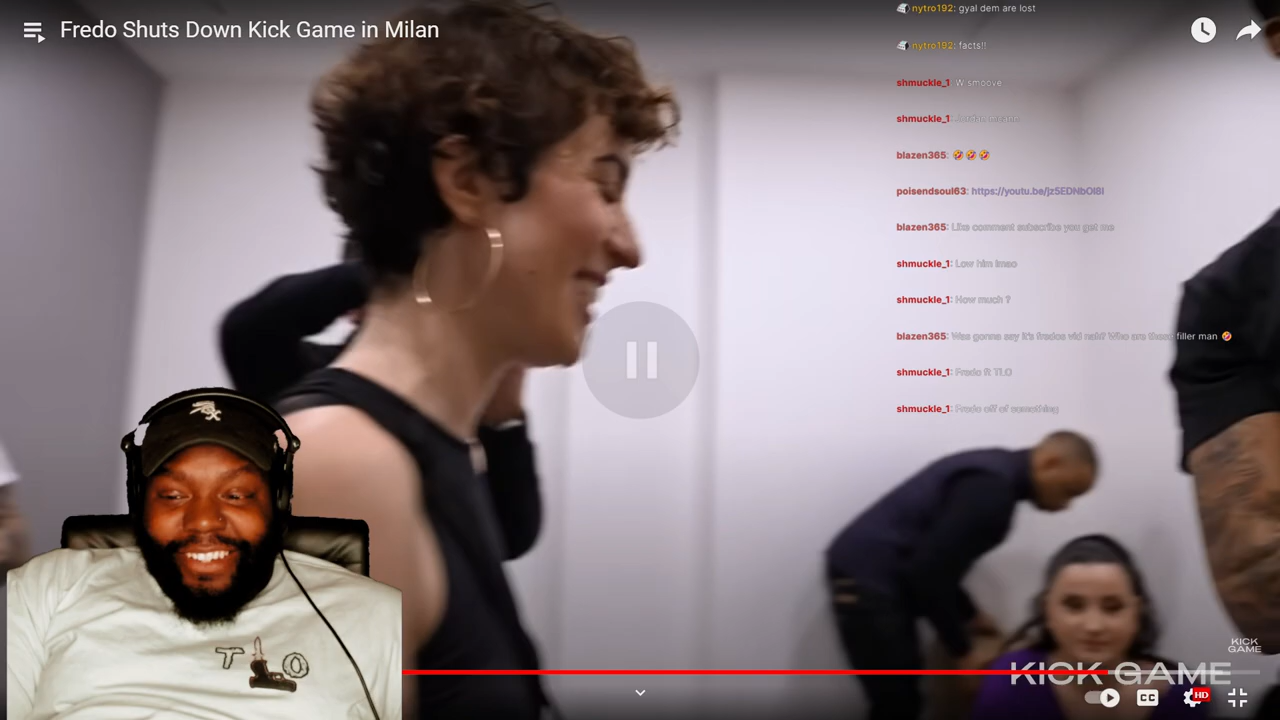 Fredo Shuts Down Kick Game in Milan
nytro192: gyal dem are lost
nytro192: facts!!
shmuckle_1: W smoove
shmuckle_1:
blazen365: 🤣 🤣 🤣
poisendsoul63: https://youtu.be/jzSEDNbOI8I
blazen365: Like comment subscribe you get me
shmuckle_1: Low him lmao
shmuckle_1: How much ?
blazen365: Was gonna say it's fredos vid nah? Who are these filler man 🤣
shmuckle_1: Fredo ft TLO
shmuckle_1: Fredo off of something
TLO
KICK
GAME
KICK GAME
CC
HD